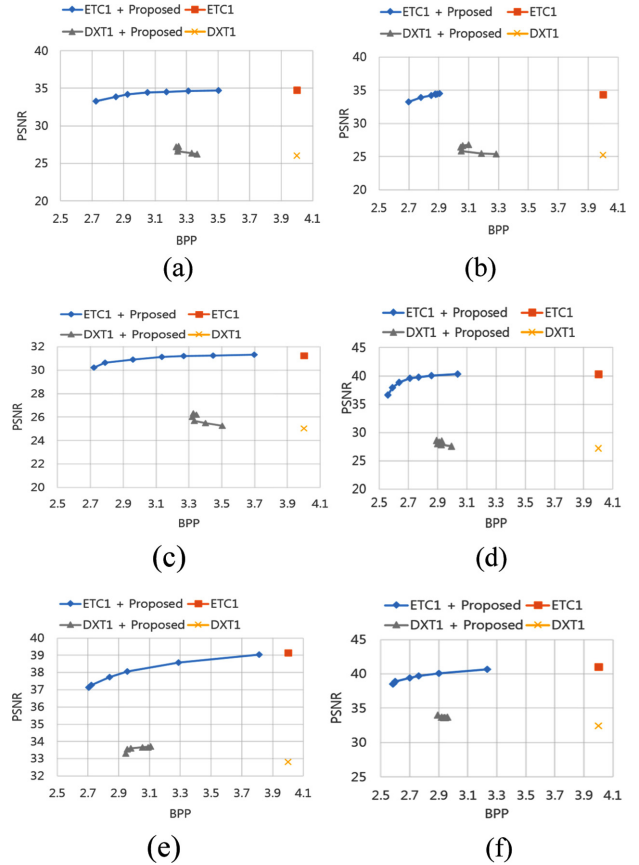 ETC1 + Prposed ETC1
DXT1 + Proposed DXT1
PSNR
40
35
30
25
20
2.5 2.7 2.9 3.1 3.3 3.5 3.7 3.9 4.1
BPP
(a)
ETC1 + Prposed ETC1
DXT1 + Proposed DXT1
PSNR
40
35
30
25
20
2.5 2.7 2.9 3.1 3.3 3.5 3.7 3.9 4.1
BPP
(b)
ETC1 + Prposed ETC1
DXT1 + Proposed DXT1
PSNR
32
30
28
26
24
22
20
2.5 2.7 2.9 3.1 3.3 3.5 3.7 3.9 4.1
BPP
(c)
ETC1 + Prposed ETC1
DXT1 + Proposed DXT1
PSNR
45
40
35
30
25
20
2.5 2.7 2.9 3.1 3.3 3.5 3.7 3.9 4.1
BPP
(d)
ETC1 + Proposed ETC1
DXT1 + Proposed DXT1
PSNR
40
39
38
37
36
35
34
33
32
2.5 2.7 2.9 3.1 3.3 3.5 3.7 3.9 4.1
BPP
(e)
ETC1 + Proposed ETC1
DXT1 + Proposed DXT1
PSNR
45
40
35
30
25
2.5 2.7 2.9 3.1 3.3 3.5 3.7 3.9 4.1
BPP
(f)